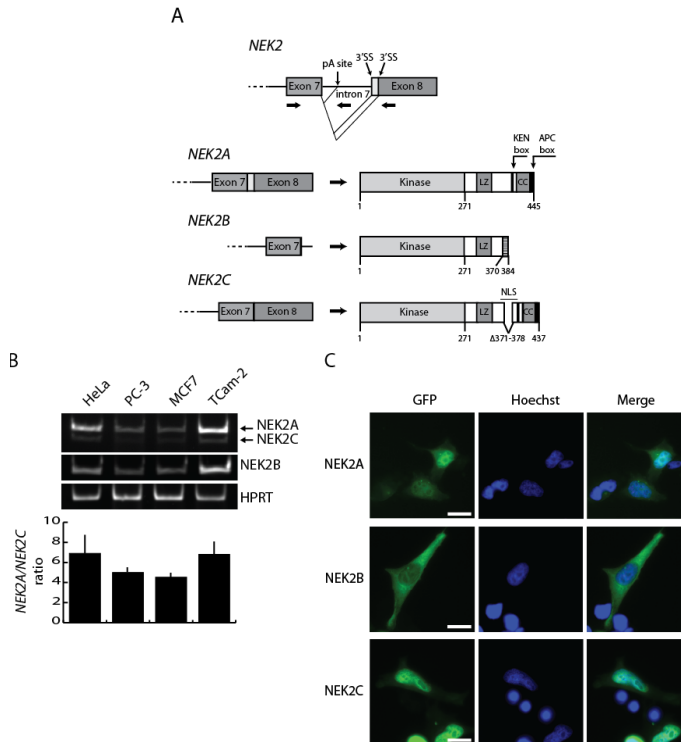 A
NEK2
pA site
3'SS 3'SS
Exon 7
intron 7
Exon 8
KEN box
APC box
NEK2A
Exon 7 Exon 8
Kinase LZ CC
1 271 445
NEK2B
Exon 7
Kinase LZ
1 271 370 384
NEK2C
NLS
Exon 7 Exon 8
Kinase LZ CC
1 271 Δ371-378 437
B
HeLa PC-3 MCF7 TCam-2
NEK2A
NEK2C
NEK2B
HPRT
NEK2A/NEK2C ratio
10
8
6
4
2
0
C
GFP Hoechst Merge
NEK2A
NEK2B
NEK2C